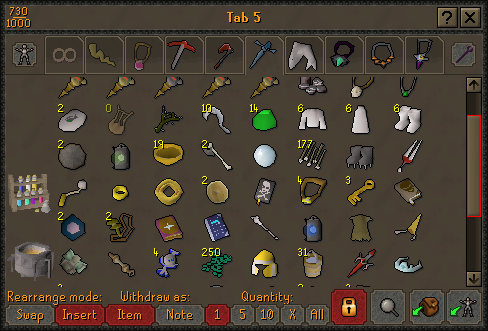 730
1000
Tab 5
?
2 0 10 14 6 6 6
2 19 2 177
2 4 3
2 2
4 250 31
Rearrange mode: Withdraw as: Quantity:
Swap Insert Item Note 1 5 10 X All